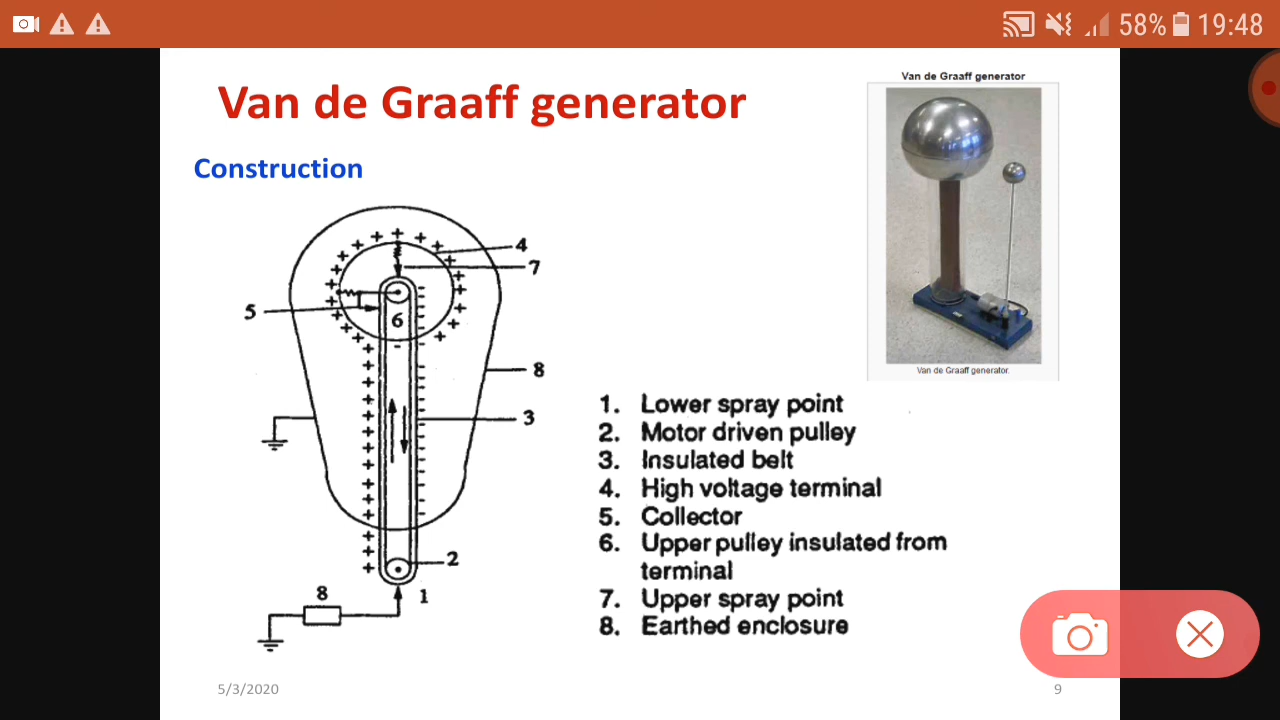 58% 19:48
Van de Graaff generator
Construction
Van de Graaff generator
Van de Graaff generator.
4
7
5
6
8
3
2
8
1
1. Lower spray point
2. Motor driven pulley
3. Insulated belt
4. High voltage terminal
5. Collector
6. Upper pulley insulated from
terminal
7. Upper spray point
8. Earthed enclosure
5/3/2020
9